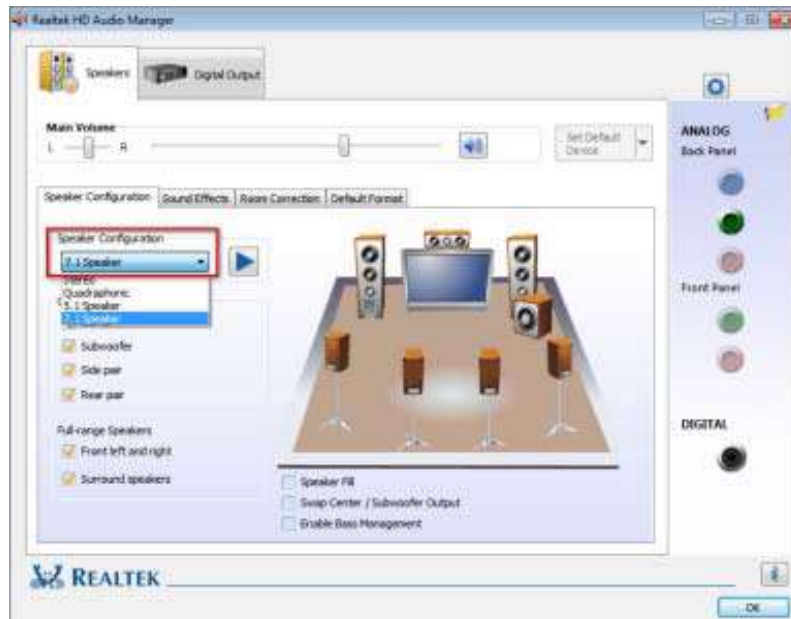 Realtek HD Audio Manager
Speakers
Digital Output
Main Volume
L
R
Set Default
Device
Speaker Configuration
Sound Effects
Room Correction
Default Format
Speaker Configuration
7.1 Speaker
Stereo
Quadraphonic
5.1 Speaker
7.1 Speaker
Subwoofer
Side pair
Rear pair
Full-range Speakers
Front left and right
Surround speakers
Speaker Fill
Swap Center / Subwoofer Output
Enable Bass Management
ANALOG
Back Panel
Front Panel
DIGITAL
REALTEK
OK